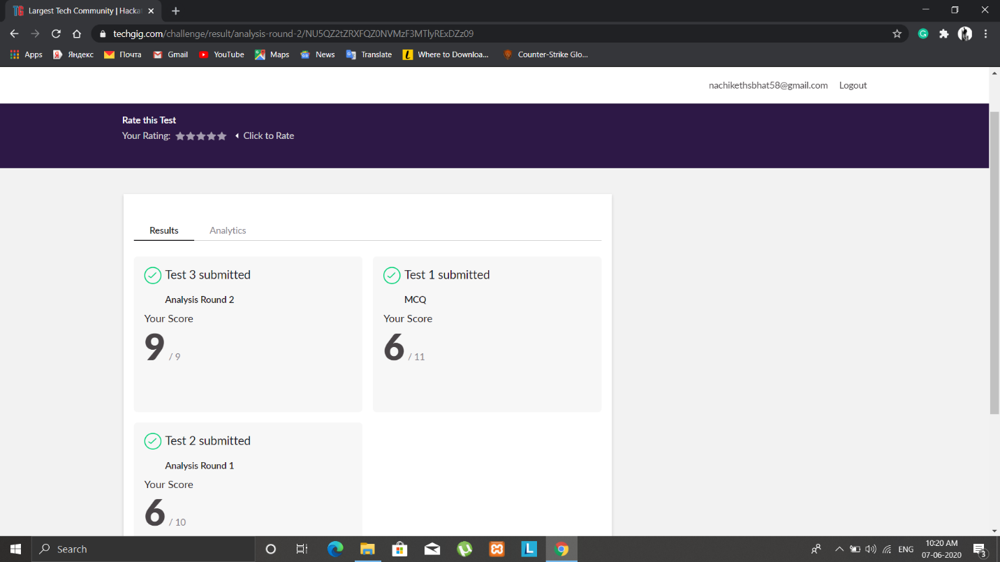 Largest Tech Community | Hacka
techgig.com/challenge/result/analysis-round-2/NU5QZ2tZRXFQZ0NVMzF3MTlyRExDZz09
Apps Яндекс Почта Gmail YouTube Maps News Translate Where to Downloa... Counter-Strike Glo...
nachikethsbhat58@gmail.com Logout
Rate this Test
Your Rating: Click to Rate
Results Analytics
Test 3 submitted
Analysis Round 2
Your Score
9 / 9
Test 1 submitted
MCQ
Your Score
6 / 11
Test 2 submitted
Analysis Round 1
Your Score
6 / 10
Search
ENG
10:20 AM
07-06-2020
3